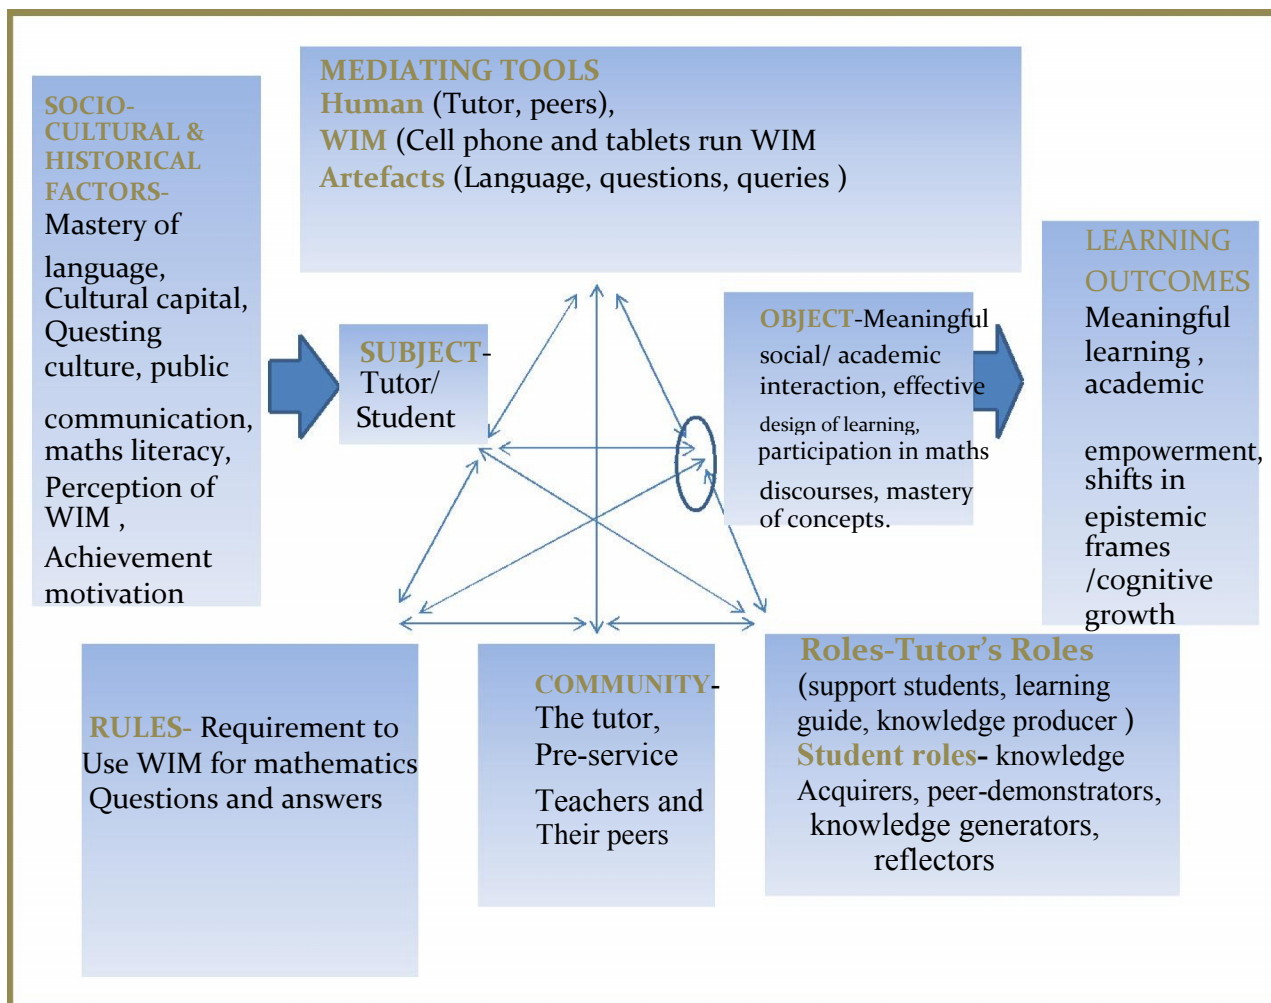 MEDIATING TOOLS
Human (Tutor, peers),
WIM (Cell phone and tablets run WIM
Artefacts (Language, questions, queries )
SOCIO-
CULTURAL &
HISTORICAL
FACTORS-
Mastery of
language,
Cultural capital,
Questing
culture, public
communication,
maths literacy,
Perception of
WIM ,
Achievement
motivation
SUBJECT-
Tutor/
Student
OBJECT-Meaningful
social/ academic
interaction, effective
design of learning,
participation in maths
discourses, mastery
of concepts.
LEARNING
OUTCOMES
Meaningful
learning ,
academic
empowerment,
shifts in
epistemic
frames
/cognitive
growth
RULES- Requirement to
Use WIM for mathematics
Questions and answers
COMMUNITY-
The tutor,
Pre-service
Teachers and
Their peers
Roles-Tutor's Roles
(support students, learning
guide, knowledge producer )
Student roles- knowledge
Acquirers, peer-demonstrators,
knowledge generators,
reflectors